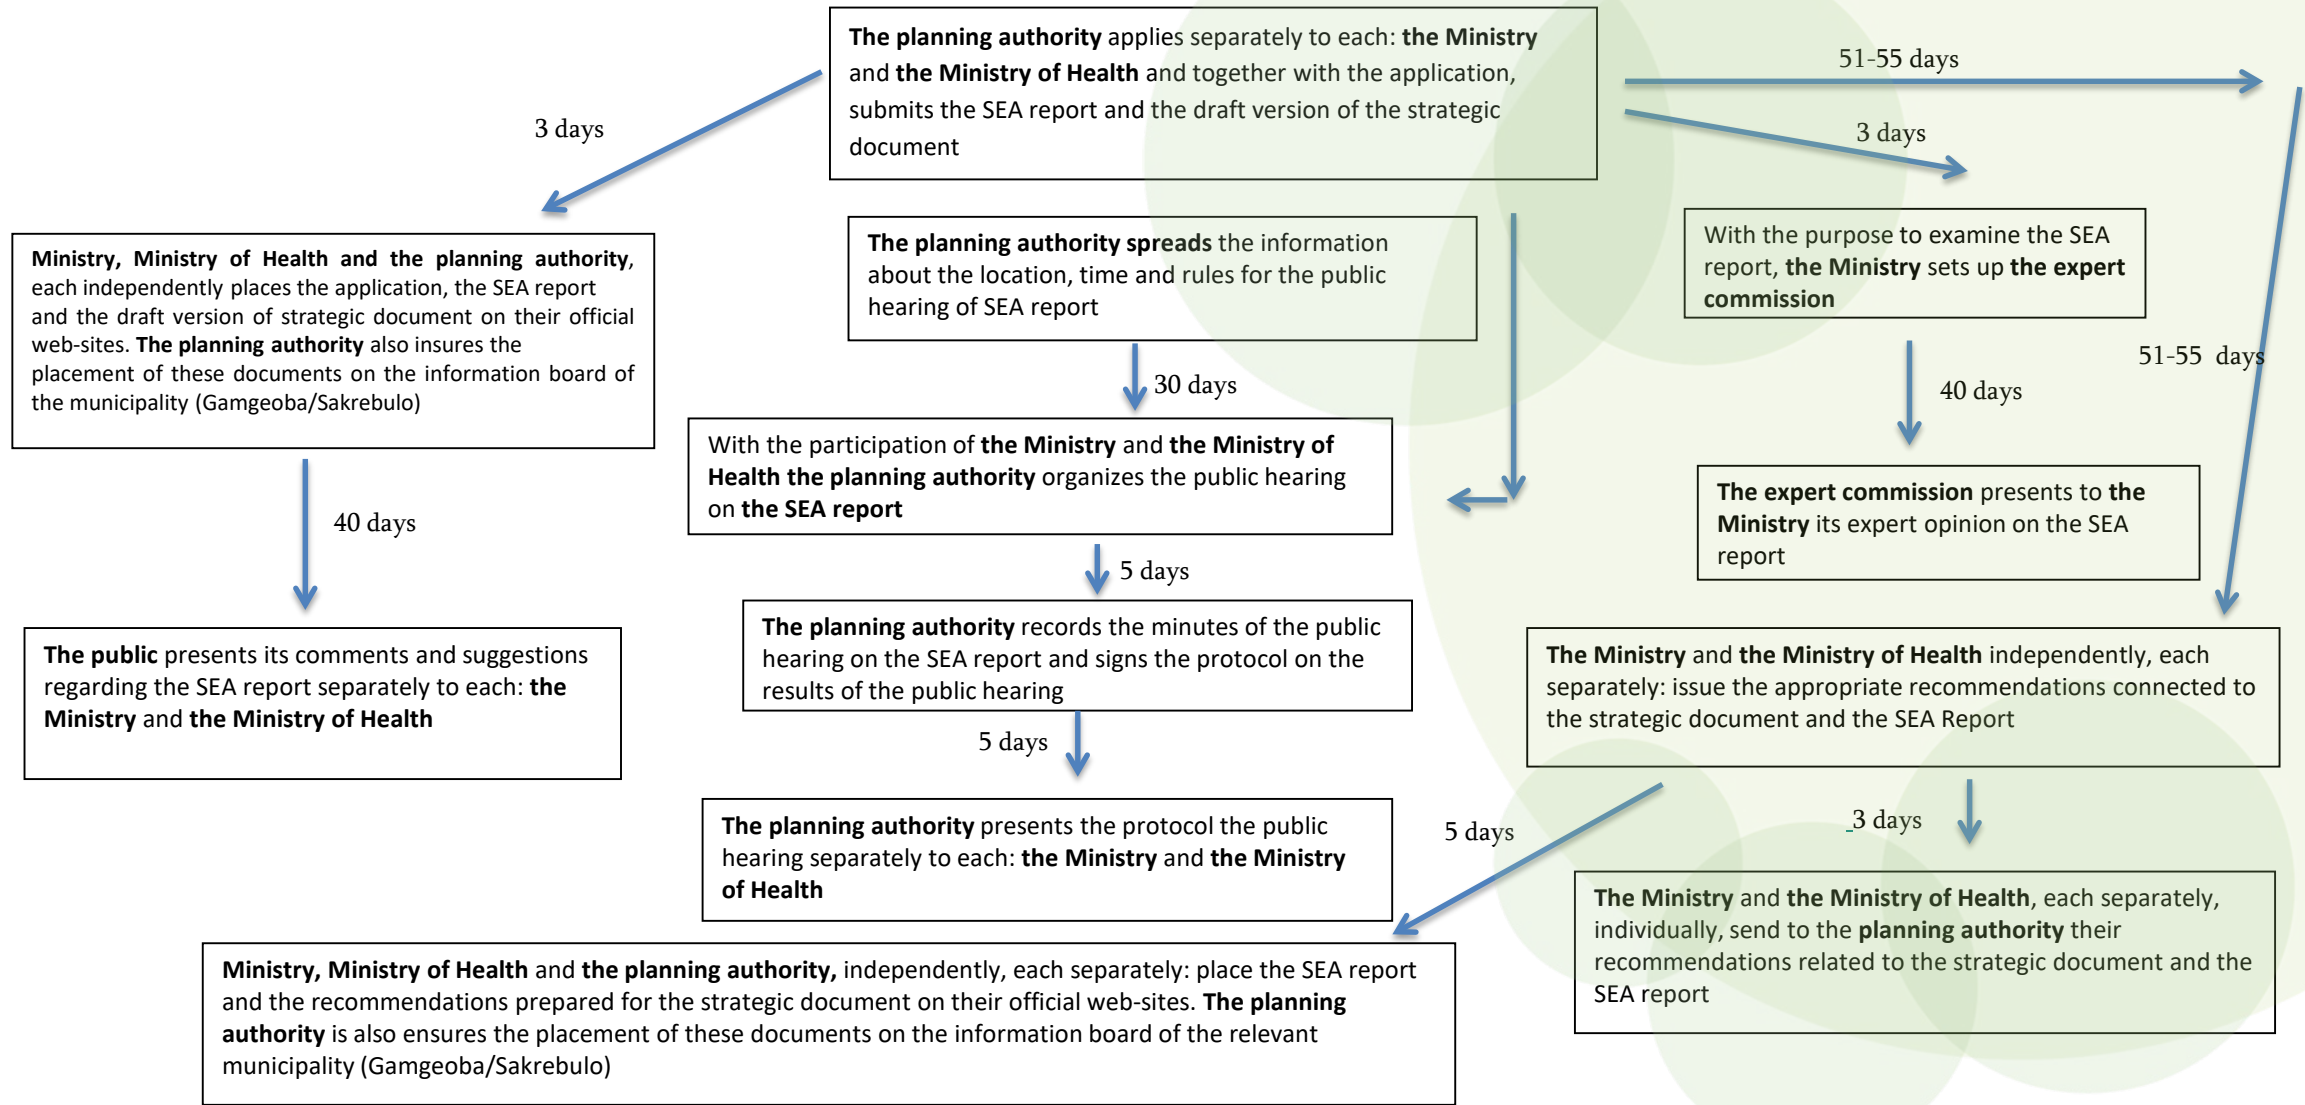 The planning authority applies separately to each: the Ministry
and the Ministry of Health and together with the application,
submits the SEA report and the draft version of the strategic
document
51-55 days
3 days
3 days
Ministry, Ministry of Health and the planning authority,
each independently places the application, the SEA report
and the draft version of strategic document on their official
web-sites. The planning authority also insures the
placement of these documents on the information board of
the municipality (Gamgeoba/Sakrebulo)
The planning authority spreads the information
about the location, time and rules for the public
hearing of SEA report
With the purpose to examine the SEA
report, the Ministry sets up the expert
commission
51-55 days
30 days
40 days
With the participation of the Ministry and the Ministry of
Health the planning authority organizes the public hearing
on the SEA report
The expert commission presents to the
Ministry its expert opinion on the SEA
report
40 days
5 days
The public presents its comments and suggestions
regarding the SEA report separately to each: the
Ministry and the Ministry of Health
The planning authority records the minutes of the public
hearing on the SEA report and signs the protocol on the
results of the public hearing
The Ministry and the Ministry of Health independently, each
separately: issue the appropriate recommendations connected to
the strategic document and the SEA Report
5 days
The planning authority presents the protocol the public
hearing separately to each: the Ministry and the Ministry
of Health
5 days
3 days
The Ministry and the Ministry of Health, each separately,
individually, send to the planning authority their
recommendations related to the strategic document and the
SEA report
Ministry, Ministry of Health and the planning authority, independently, each separately: place the SEA report
and the recommendations prepared for the strategic document on their official web-sites. The planning
authority is also ensures the placement of these documents on the information board of the relevant
municipality (Gamgeoba/Sakrebulo)